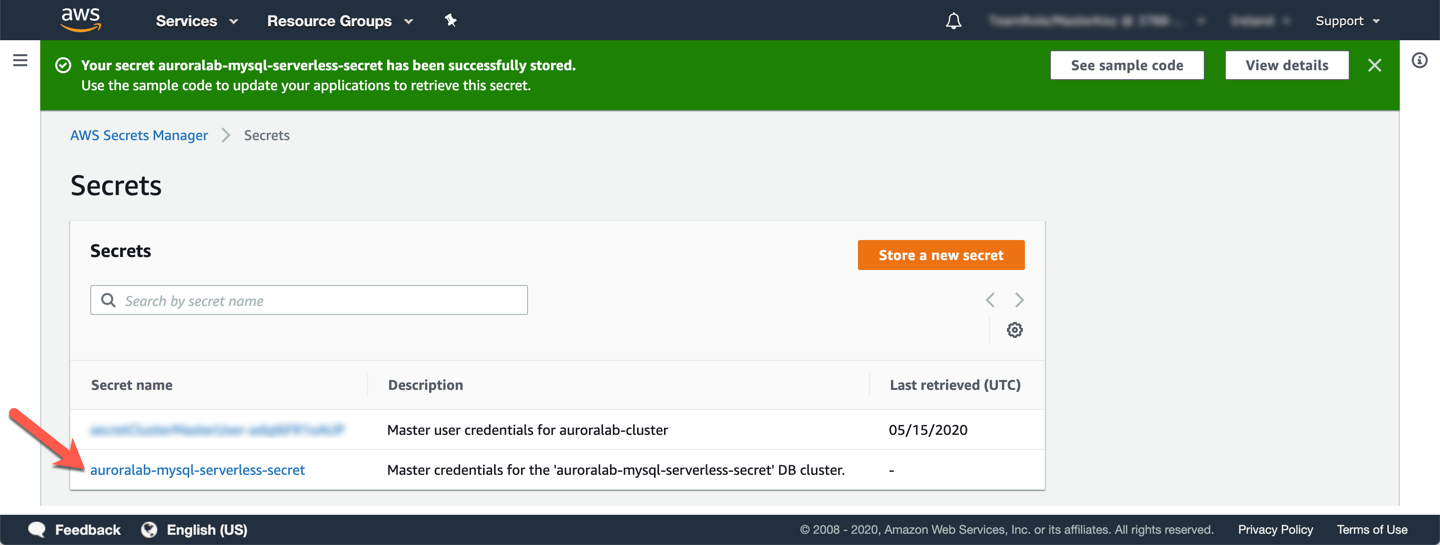 aws Services Resource Groups Support
Your secret auroralab-mysql-serverless-secret has been successfully stored. See sample code View details
Use the sample code to update your applications to retrieve this secret.
AWS Secrets Manager Secrets
Secrets
Secrets Store a new secret
Search by secret name
Secret name Description Last retrieved (UTC)
Master user credentials for auroralab-cluster 05/15/2020
auroralab-mysql-serverless-secret Master credentials for the 'auroralab-mysql-serverless-secret' DB cluster. -
Feedback English (US) © 2008 - 2020, Amazon Web Services, Inc. or its affiliates. All rights reserved. Privacy Policy Terms of Use